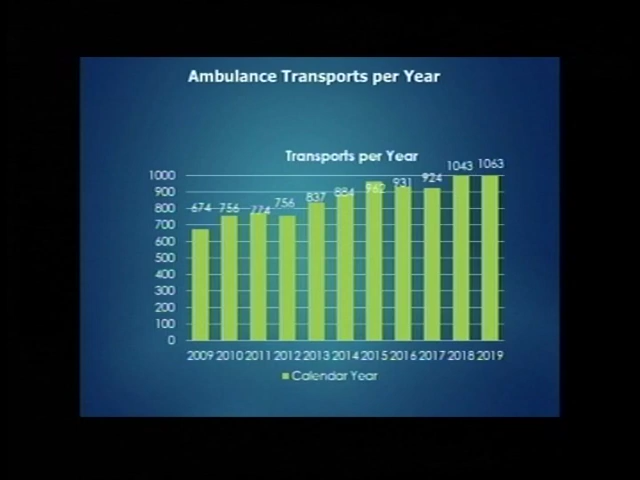 Ambulance Transports per Year
Transports per Year
1000
900
800
700
600
500
400
300
200
100
0
674 756 774 756 837 884 962 931 924 1043 1063
2009 2010 2011 2012 2013 2014 2015 2016 2017 2018 2019
Calendar Year